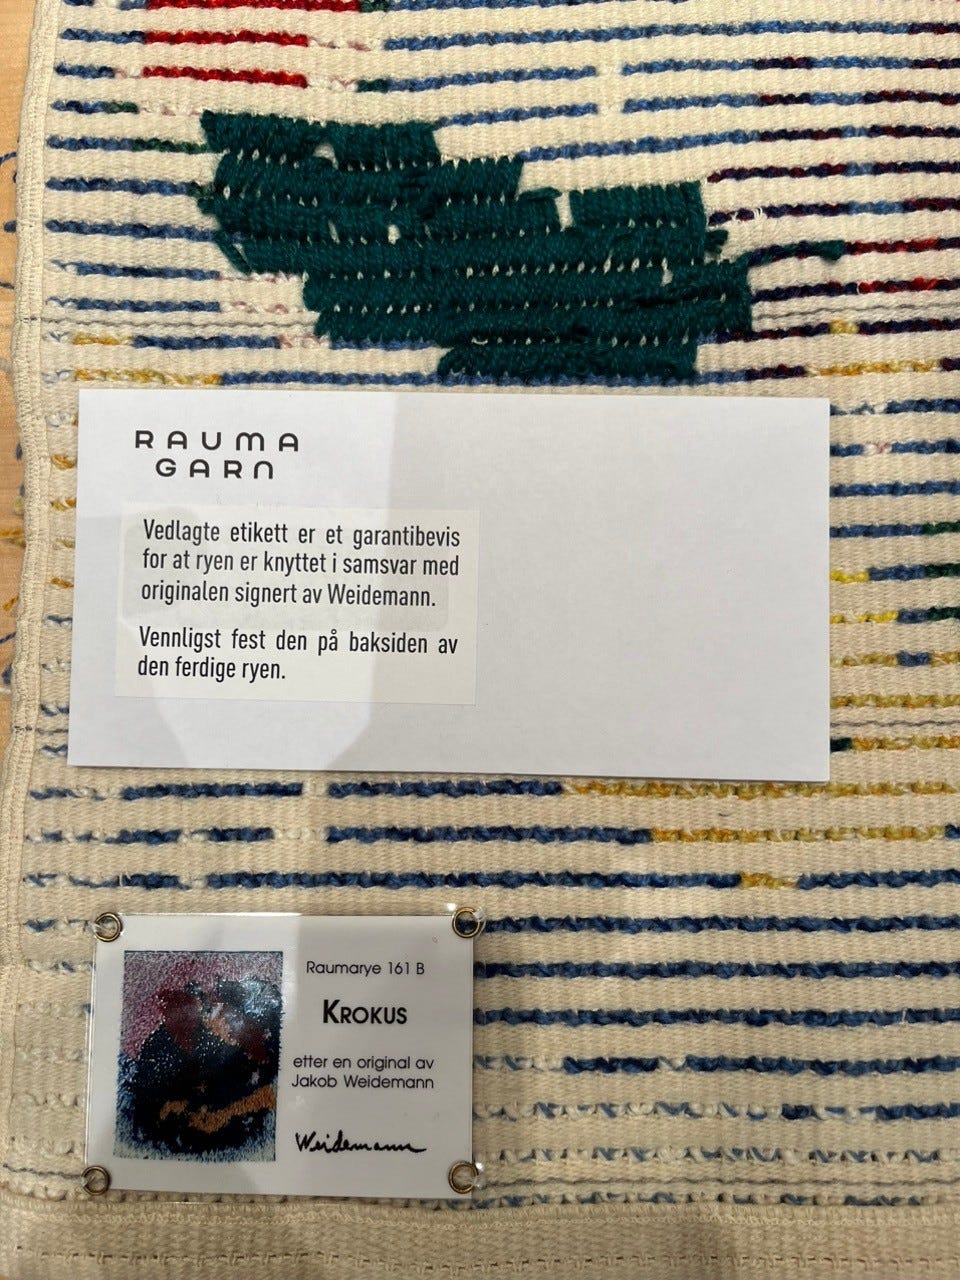 RAUMA
GARN
Vedlagte etikett er et garantibevis
for at ryen er knyttet i samsvar med
originalen signert av Weidemann.
Vennligst fest den på baksiden av
den ferdige ryen.
Raumarye 161 B
KROKUS
etter en original av
Jakob Weidemann
Weidemann